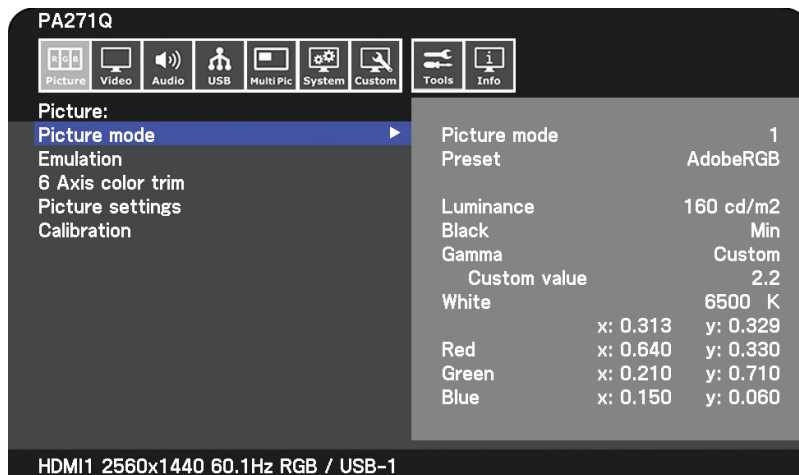 PA271Q
R G B
Picture Video Audio USB MultiPic System Custom Tools Info
Picture:
Picture mode
Emulation
6 Axis color trim
Picture settings
Calibration
Picture mode 1
Preset AdobeRGB
Luminance 160 cd/m2
Black Min
Gamma Custom
Custom value 2.2
White 6500 K
x: 0.313 y: 0.329
Red x: 0.640 y: 0.330
Green x: 0.210 y: 0.710
Blue x: 0.150 y: 0.060
HDMI1 2560x1440 60.1Hz RGB / USB-1